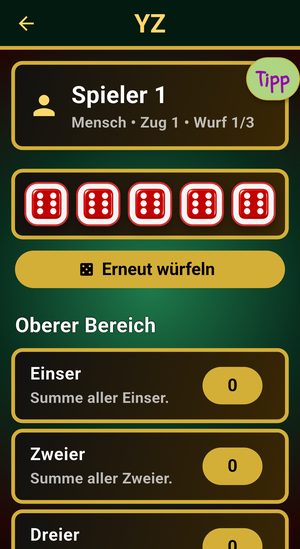 YZ
Tipp
Spieler 1
Mensch • Zug 1 • Wurf 1/3
Erneut würfeln
Oberer Bereich
Einser
0
Summe aller Einser.
Zweier
0
Summe aller Zweier.
Dreier
0